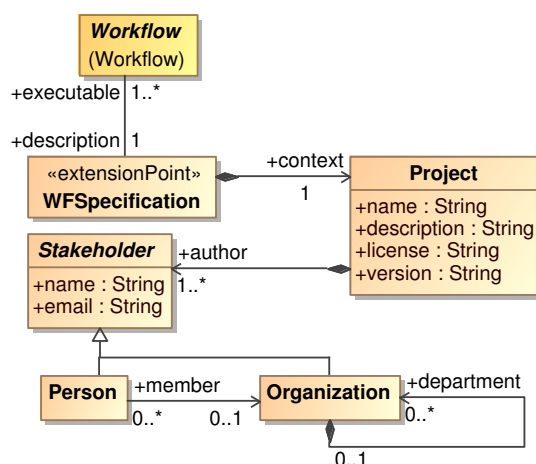 Workflow
(Workflow)
+executable 1..*
+description 1
«extensionPoint»
WFSpecification
+context
1
Project
+name : String
+description : String
+license : String
+version : String
Stakeholder
+name : String
+email : String
+author
1..*
Person
+member
0..* 0..1
Organization
+department
0..*
0..1